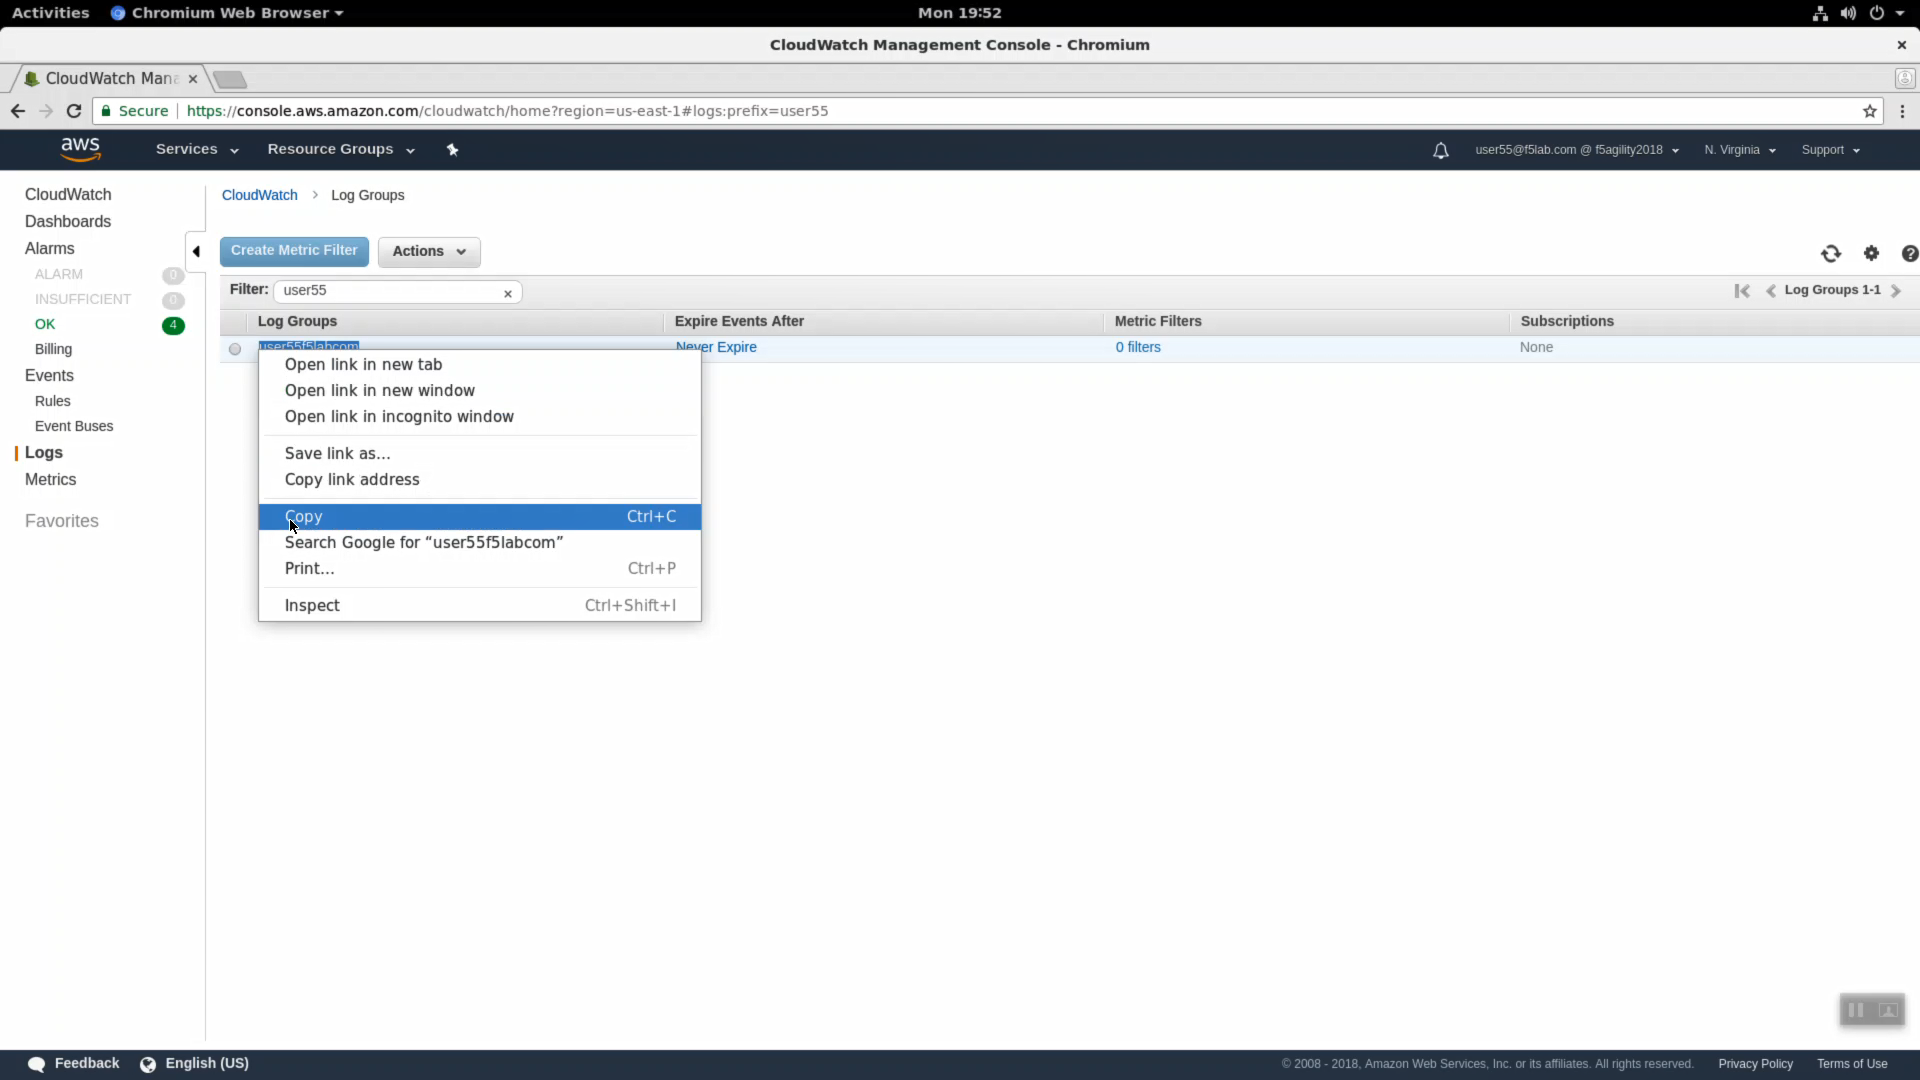 Activities Chromium Web Browser Mon 19:52
CloudWatch Management Console - Chromium
CloudWatch Mana
Secure https://console.aws.amazon.com/cloudwatch/home?region=us-east-1#logs:prefix=user55
aws Services Resource Groups user55@f5lab.com @ f5agility2018 N. Virginia Support
CloudWatch
Dashboards
Alarms
ALARM 0
INSUFFICIENT 0
OK 4
Billing
Events
Rules
Event Buses
Logs
Metrics
Favorites
CloudWatch > Log Groups
Create Metric Filter Actions
Filter: user55 Log Groups 1-1
Log Groups Expire Events After Metric Filters Subscriptions
user55f5labcom Never Expire 0 filters None
Open link in new tab
Open link in new window
Open link in incognito window
Save link as...
Copy link address
Copy Ctrl+C
Search Google for “user55f5labcom”
Print... Ctrl+P
Inspect Ctrl+Shift+I
Feedback English (US) © 2008 - 2018, Amazon Web Services, Inc. or its affiliates. All rights reserved. Privacy Policy Terms of Use